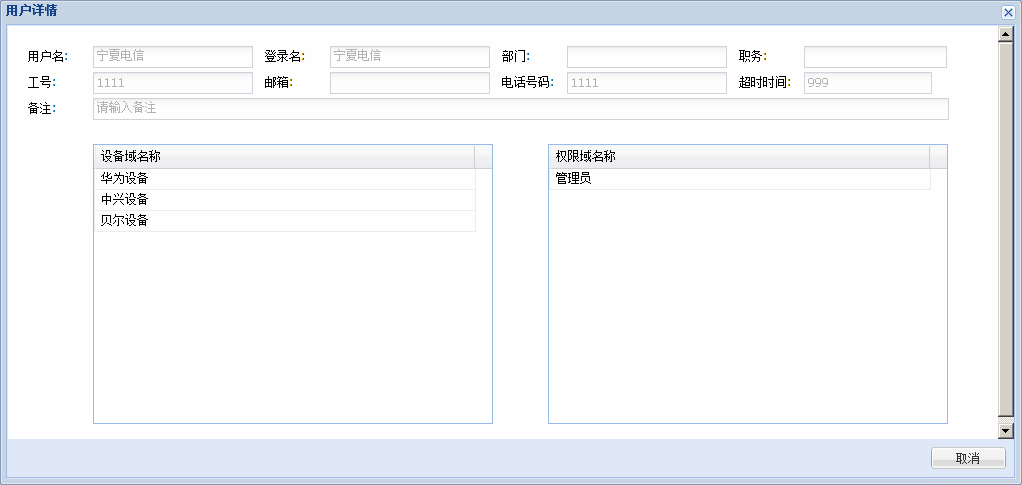 用户详情
用户名: 宁夏电信 登录名: 宁夏电信 部门: 职务:
工号: 1111 邮箱: 电话号码: 1111 超时时间: 999
备注: 请输入备注
设备域名称 权限域名称
华为设备 管理员
中兴设备
贝尔设备
取消